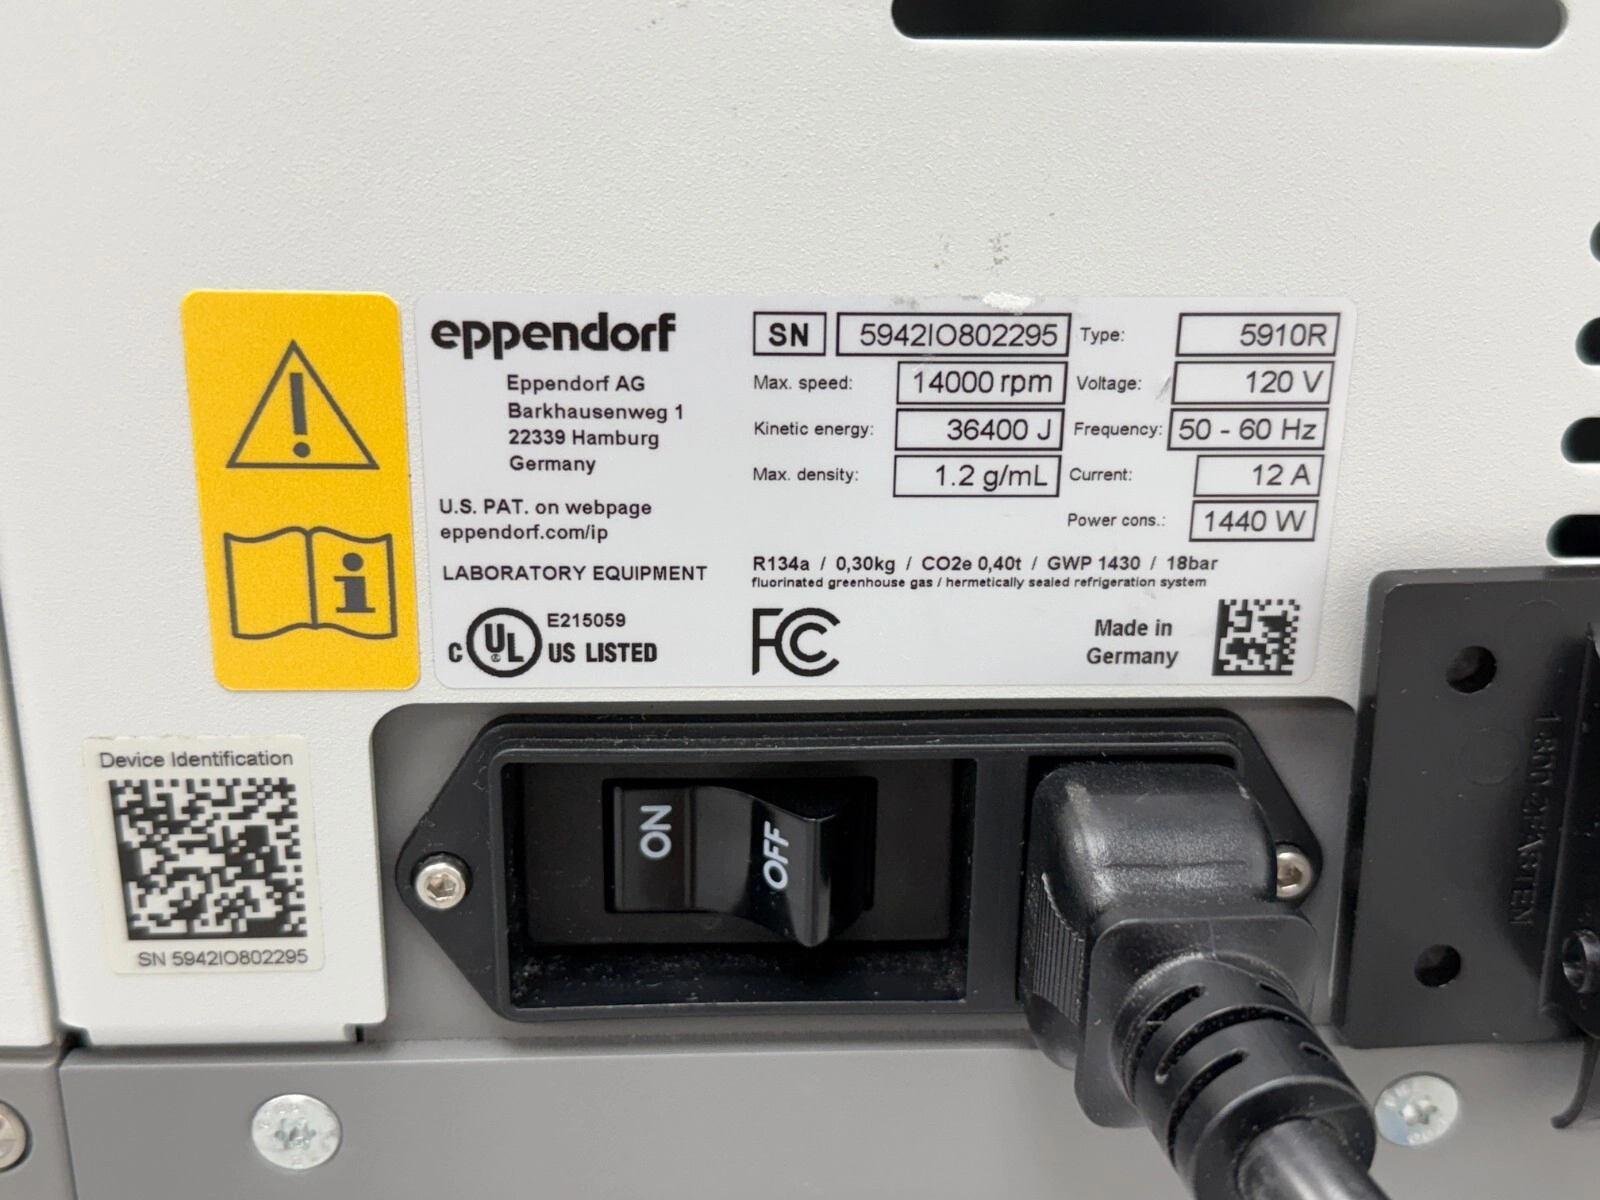 eppendorf
Eppendorf AG
Barkhausenweg 1
22339 Hamburg
Germany
U.S. PAT. on webpage
eppendorf.com/ip
LABORATORY EQUIPMENT
C UL US LISTED
E215059
SN 5942IO802295 Type: 5910R
Max. speed: 14000 rpm Voltage: 120 V
Kinetic energy: 36400 J Frequency: 50 - 60 Hz
Max. density: 1.2 g/mL Current: 12 A
Power cons.: 1440 W
R134a / 0,30kg / CO2e 0,40t / GWP 1430 / 18bar
fluorinated greenhouse gas / hermetically sealed refrigeration system
FC
Made in
Germany
Device Identification
SN 5942IO802295
ON
OFF